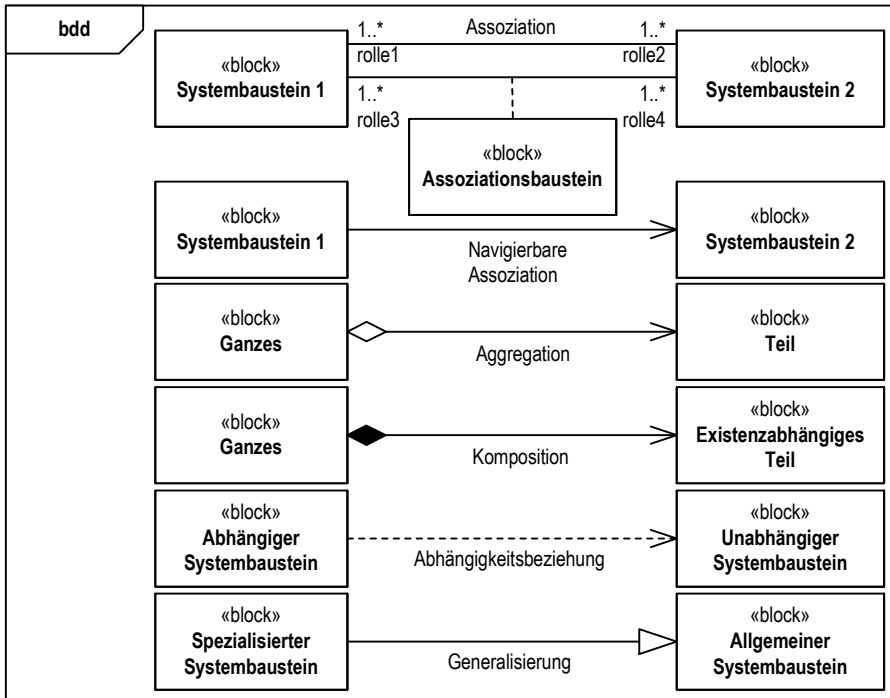 bdd
1..*
Assoziation
1..*
«block»
Systembaustein 1
rolle1
rolle2
«block»
Systembaustein 2
1..*
rolle3
1..*
rolle4
«block»
Assoziationsbaustein
«block»
Systembaustein 1
Navigierbare
Assoziation
«block»
Systembaustein 2
«block»
Ganzes
Aggregation
«block»
Teil
«block»
Ganzes
Komposition
«block»
Existenzabhängiges
Teil
«block»
Abhängiger
Systembaustein
Abhängigkeitsbeziehung
«block»
Unabhängiger
Systembaustein
«block»
Spezialisierter
Systembaustein
Generalisierung
«block»
Allgemeiner
Systembaustein